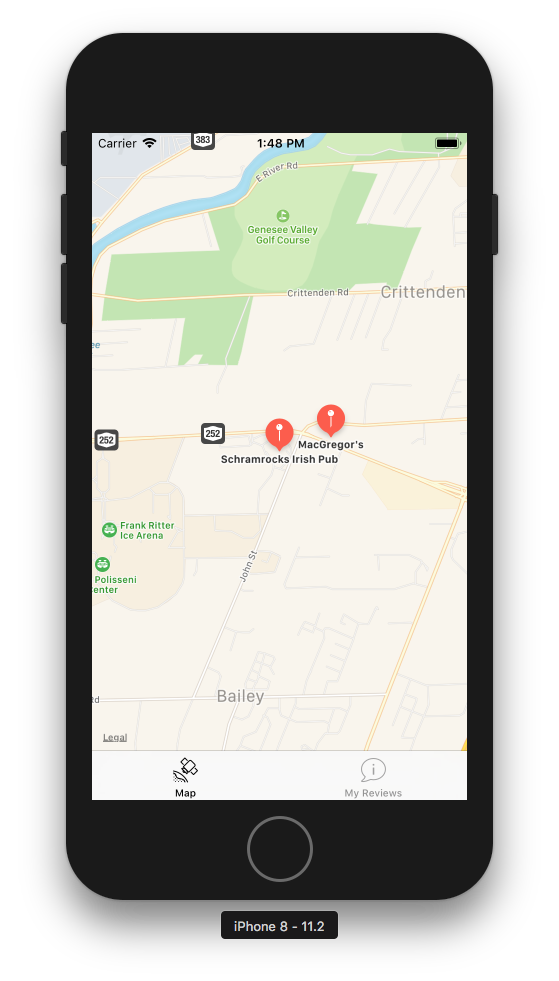 Carrier
1:48 PM
383
E River Rd
Genesee Valley
Golf Course
Crittenden Rd
Crittenden
ee
252
252
MacGregor's
Schramrocks Irish Pub
Frank Ritter
Ice Arena
Polisseni
enter
John St
Bailey
td
Legal
Map
My Reviews
iPhone 8 - 11.2